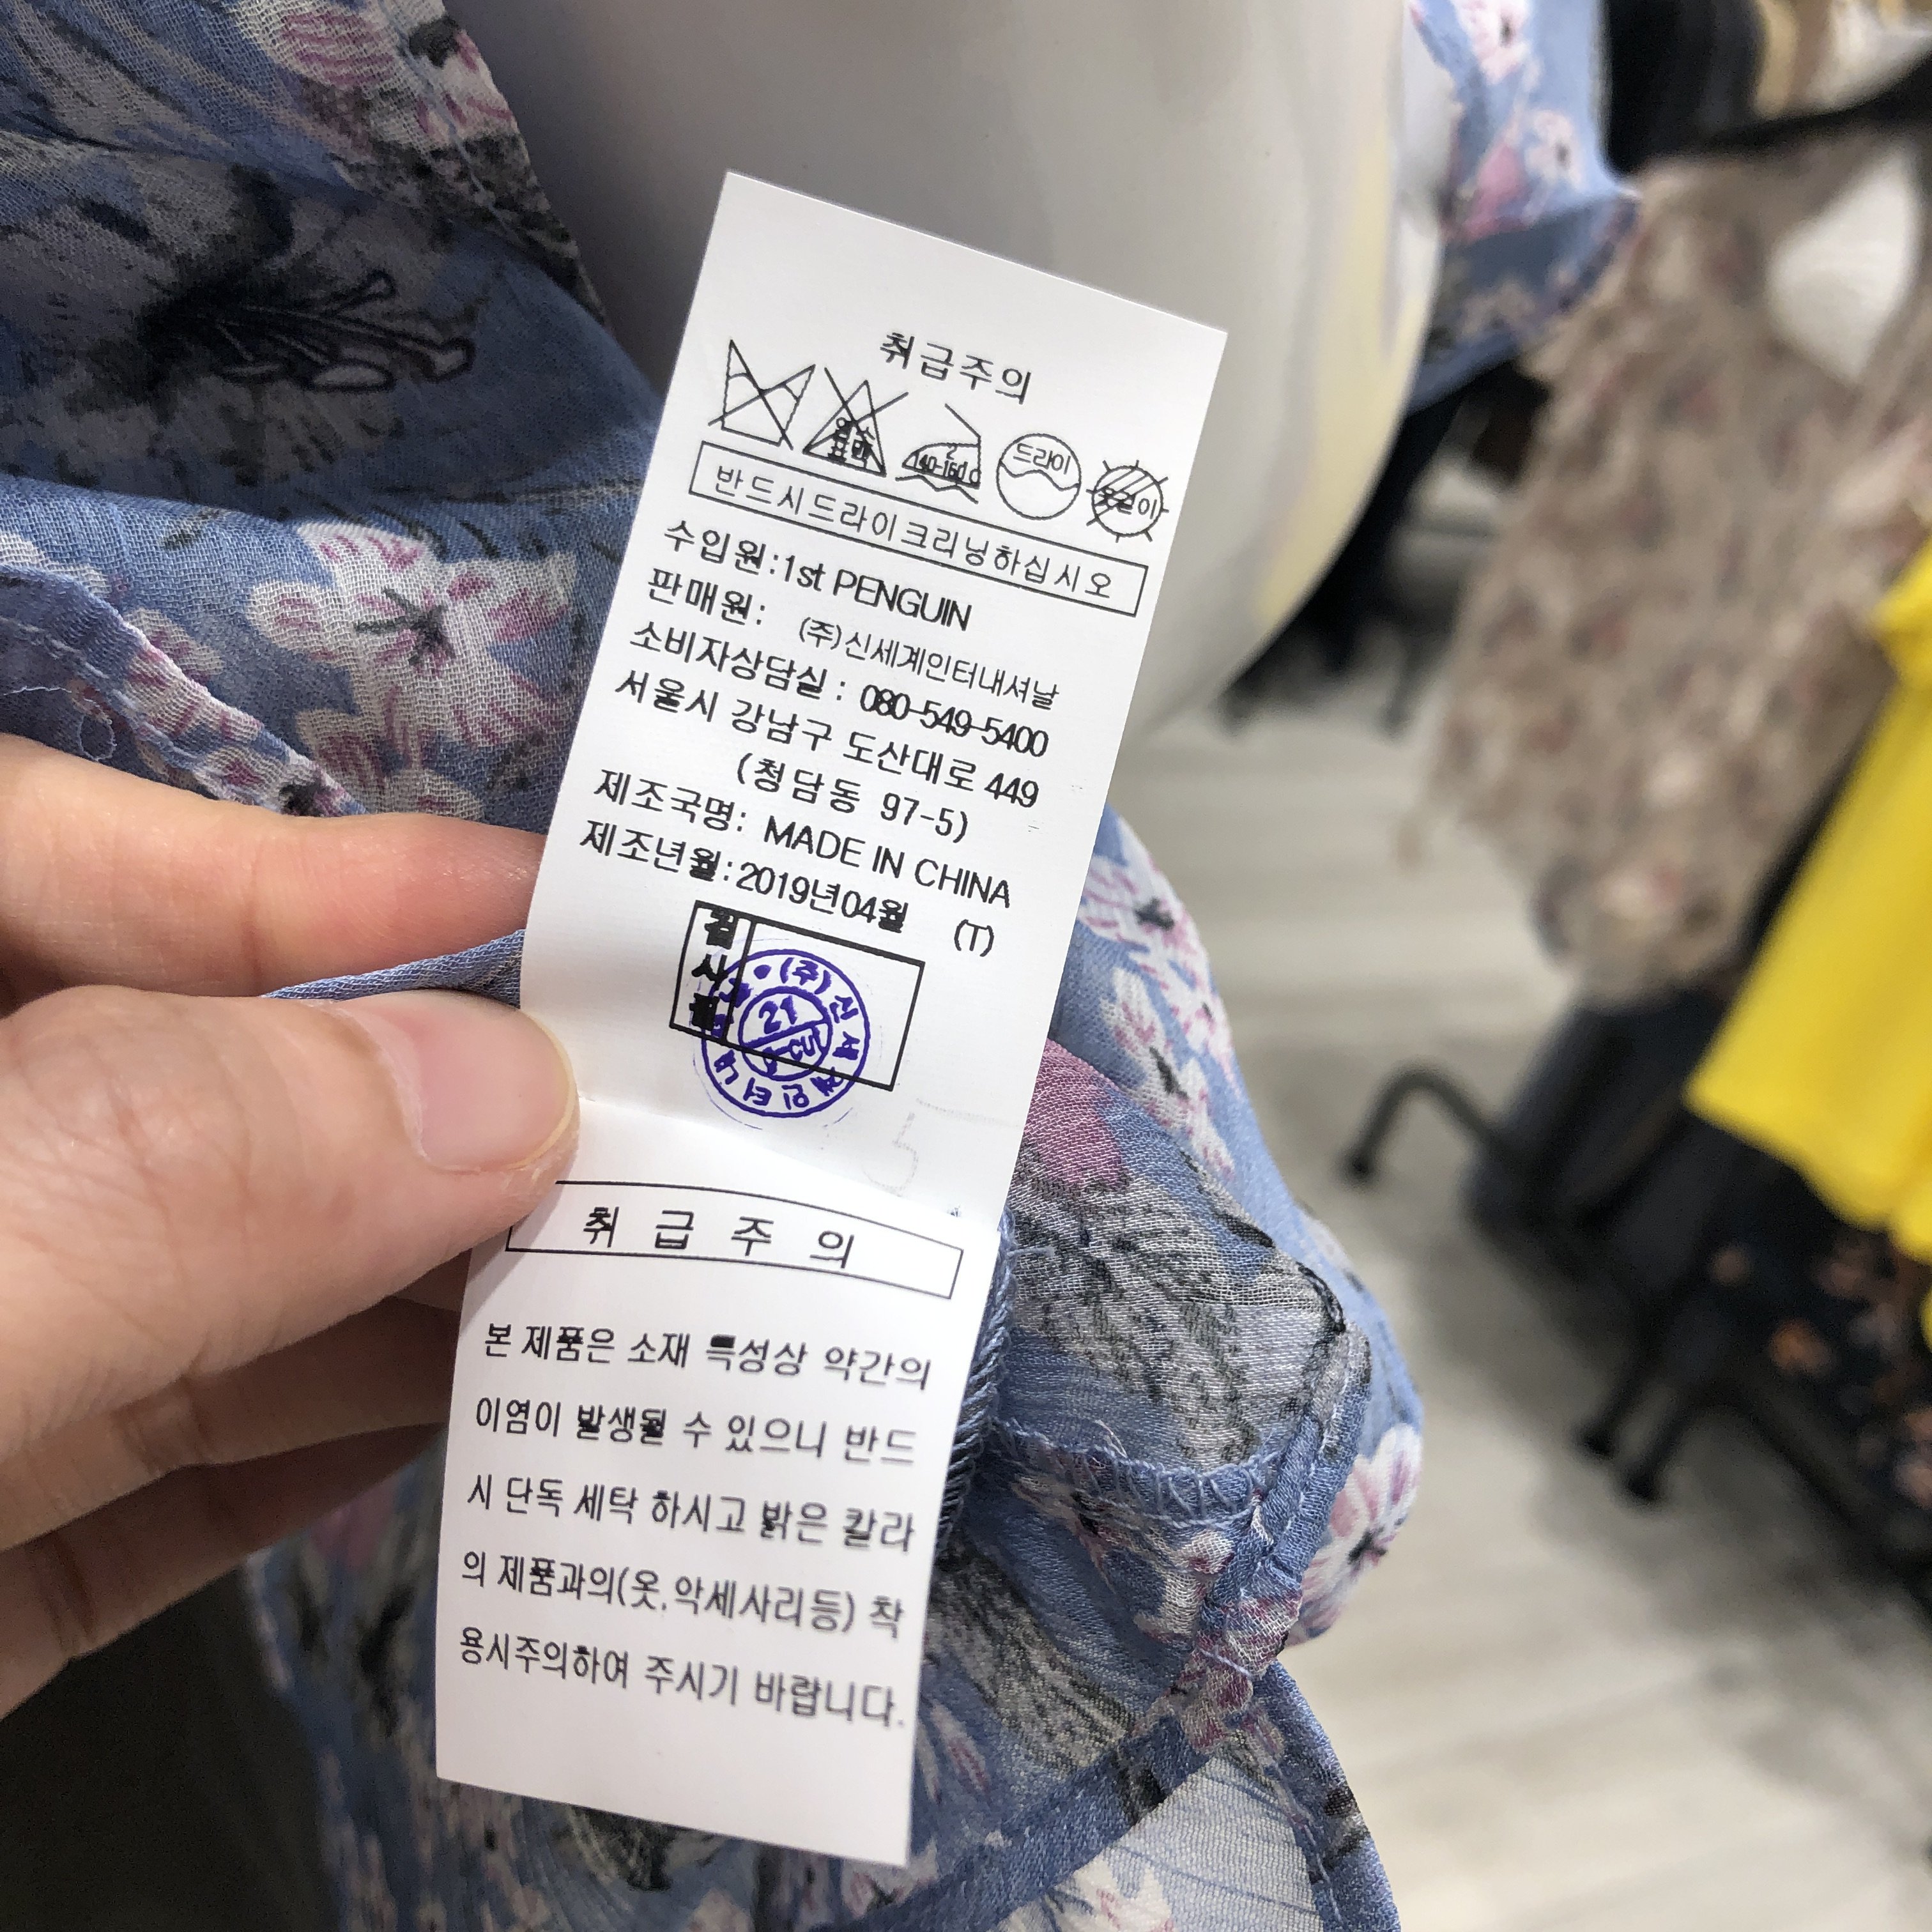 취급주의
드라이
옷걸이
반드시드라이크리닝하십시오
수입원:1st PENGUIN
판매원: (주)신세계인터내셔날
소비자상담실: 080-549-5400
서울시 강남구 도산대로 449
(청담동 97-5)
제조국명: MADE IN CHINA
제조년월:2019년04월 (T)
취급주의
본 제품은 소재 특성상 약간의
이염이 발생될 수 있으니 반드
시 단독 세탁 하시고 밝은 칼라
의 제품과의(옷,악세사리등) 착
용시주의하여 주시기 바랍니다.